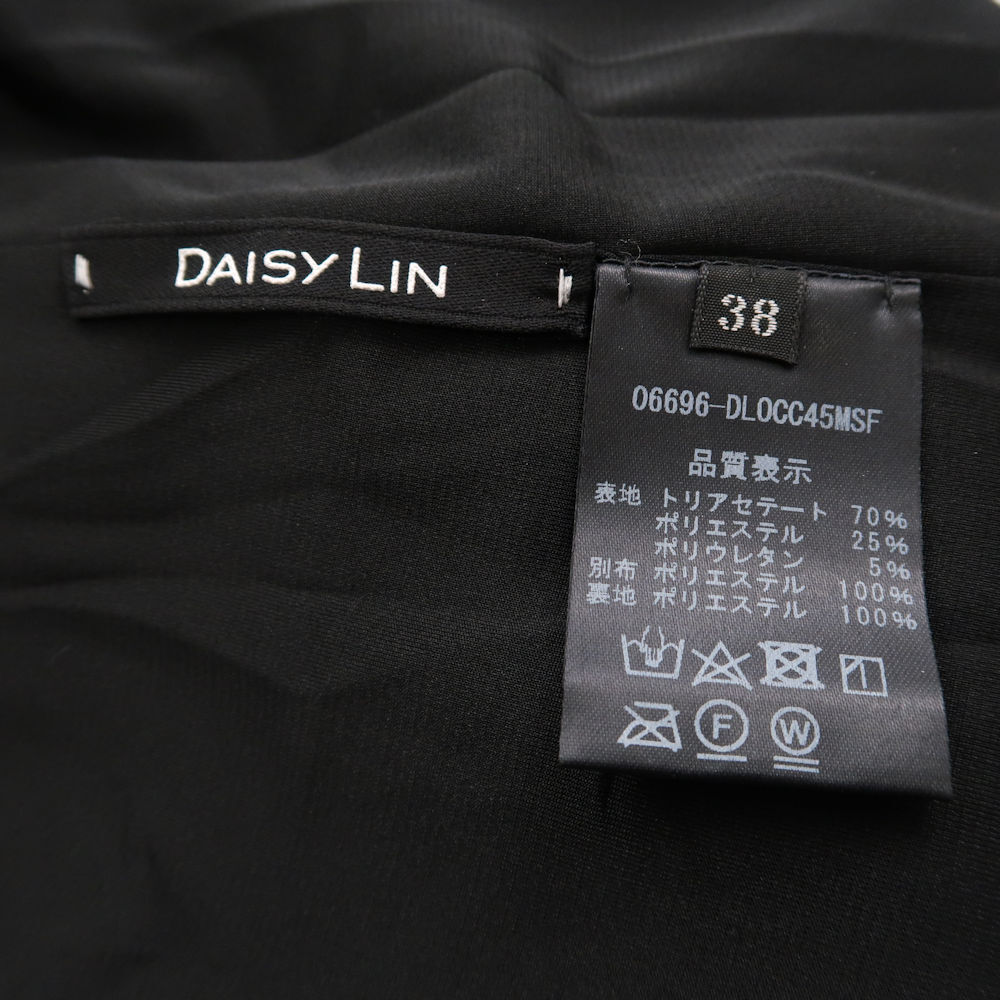 DAISY LIN
38
06696-DLOCC45MSF
品質表示
表地 トリアセテート 70%
ポリエステル 25%
ポリウレタン 5%
別布 ポリエステル 100%
裏地 ポリエステル 100%
F W